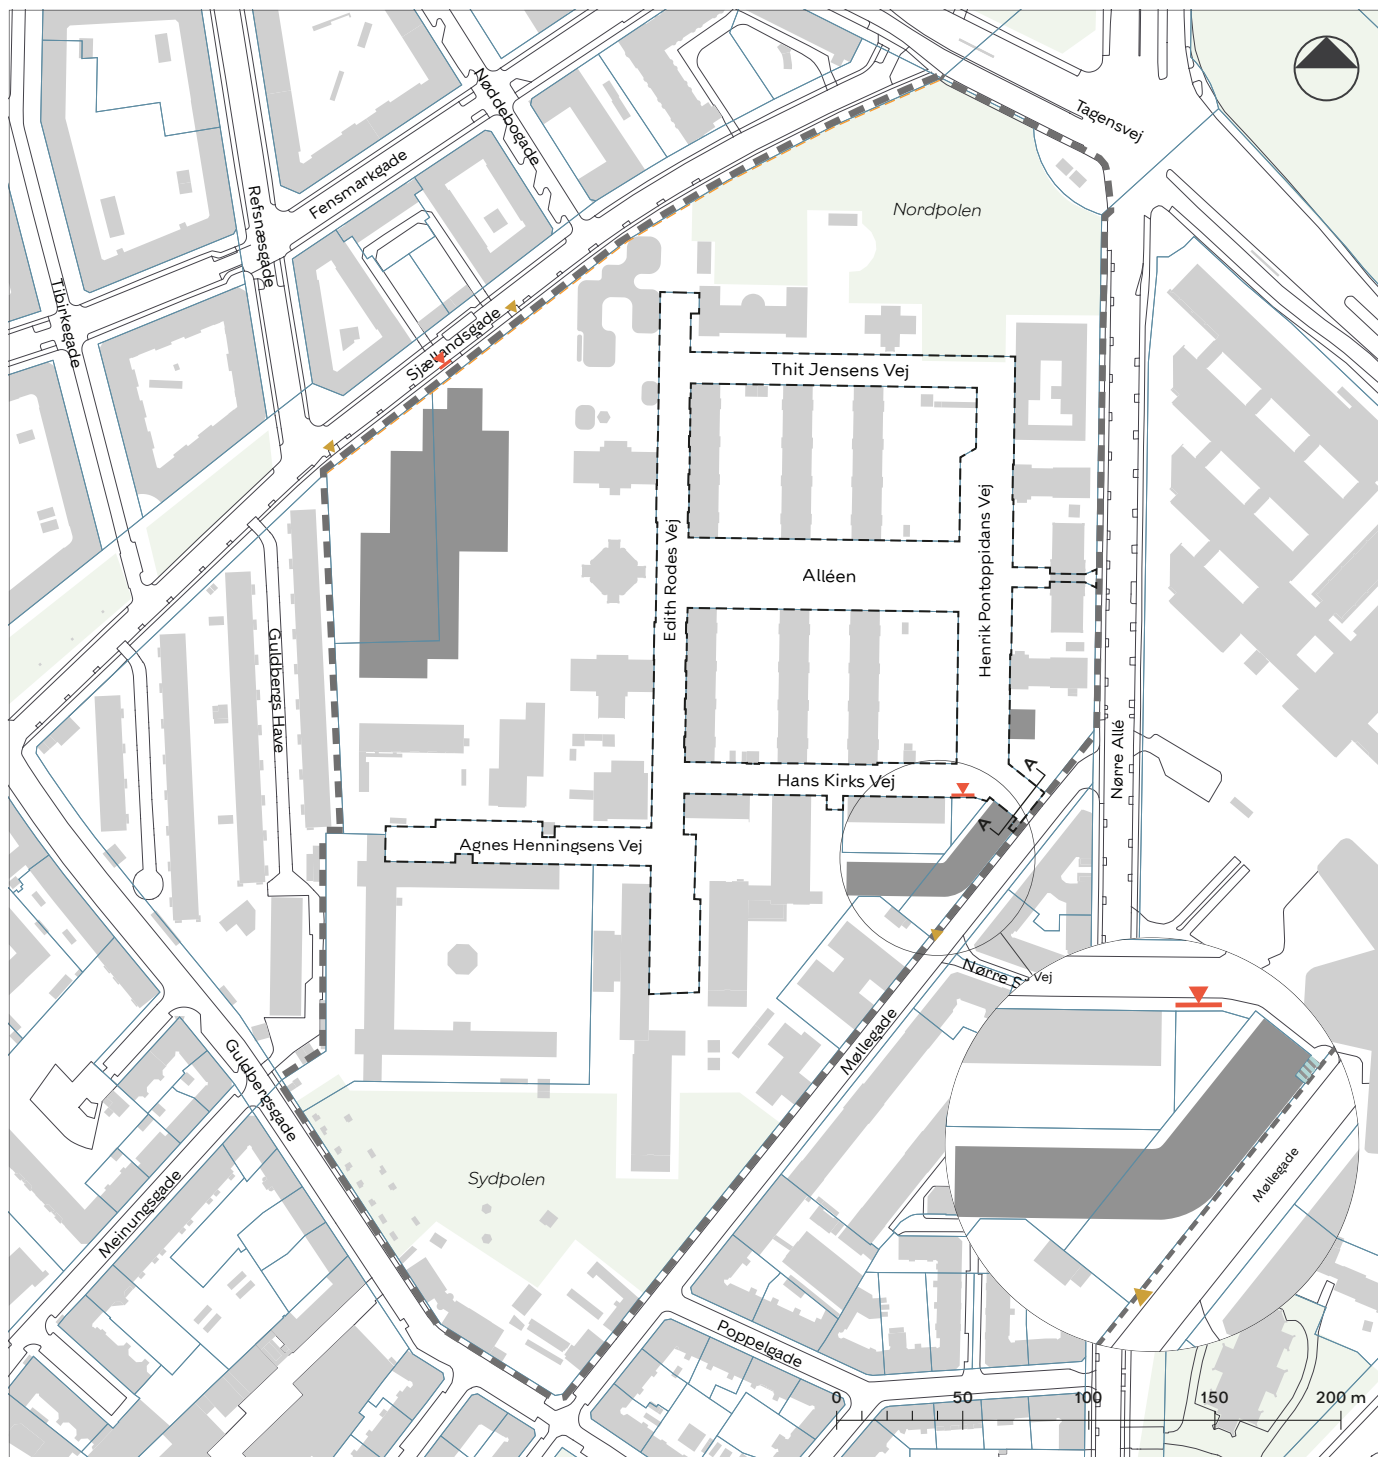 Nøddebogade
Tagensvej
Fensmarkgade
Refsnæsgade
Nordpolen
Tibirkegade
Sjællandsgade
Thit Jensens Vej
Henrik Pontoppidans Vej
Edith Rodes Vej
Alléen
Guldbergs Have
Nørre Allé
Hans Kirks Vej
A
A
Agnes Henningsens Vej
Vej
Møllegade
Guldbergsgade
Møllegade
Sydpolen
Meinungsgade
Poppelgade
0 50 100 150 200 m